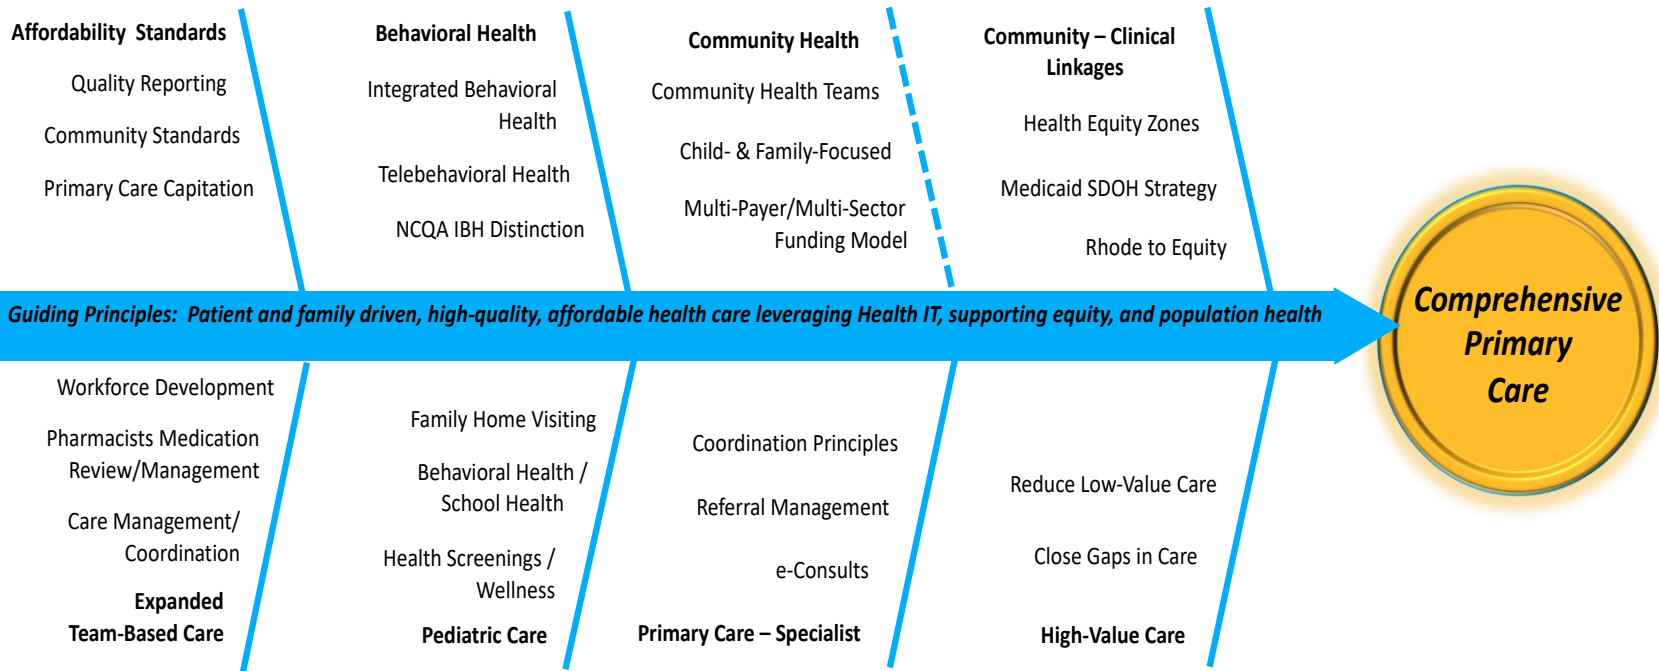 Affordability Standards
Quality Reporting
Community Standards
Primary Care Capitation
Behavioral Health
Integrated Behavioral
Health
Telebehavioral Health
NCQA IBH Distinction
Community Health
Community Health Teams
Child- & Family-Focused
Multi-Payer/Multi-Sector
Funding Model
Community – Clinical
Linkages
Health Equity Zones
Medicaid SDOH Strategy
Rhode to Equity
Guiding Principles: Patient and family driven, high-quality, affordable health care leveraging Health IT, supporting equity, and population health
Comprehensive
Primary
Care
Workforce Development
Pharmacists Medication
Review/Management
Care Management/
Coordination
Expanded
Team-Based Care
Family Home Visiting
Behavioral Health /
School Health
Health Screenings /
Wellness
Pediatric Care
Coordination Principles
Referral Management
e-Consults
Primary Care – Specialist
Reduce Low-Value Care
Close Gaps in Care
High-Value Care